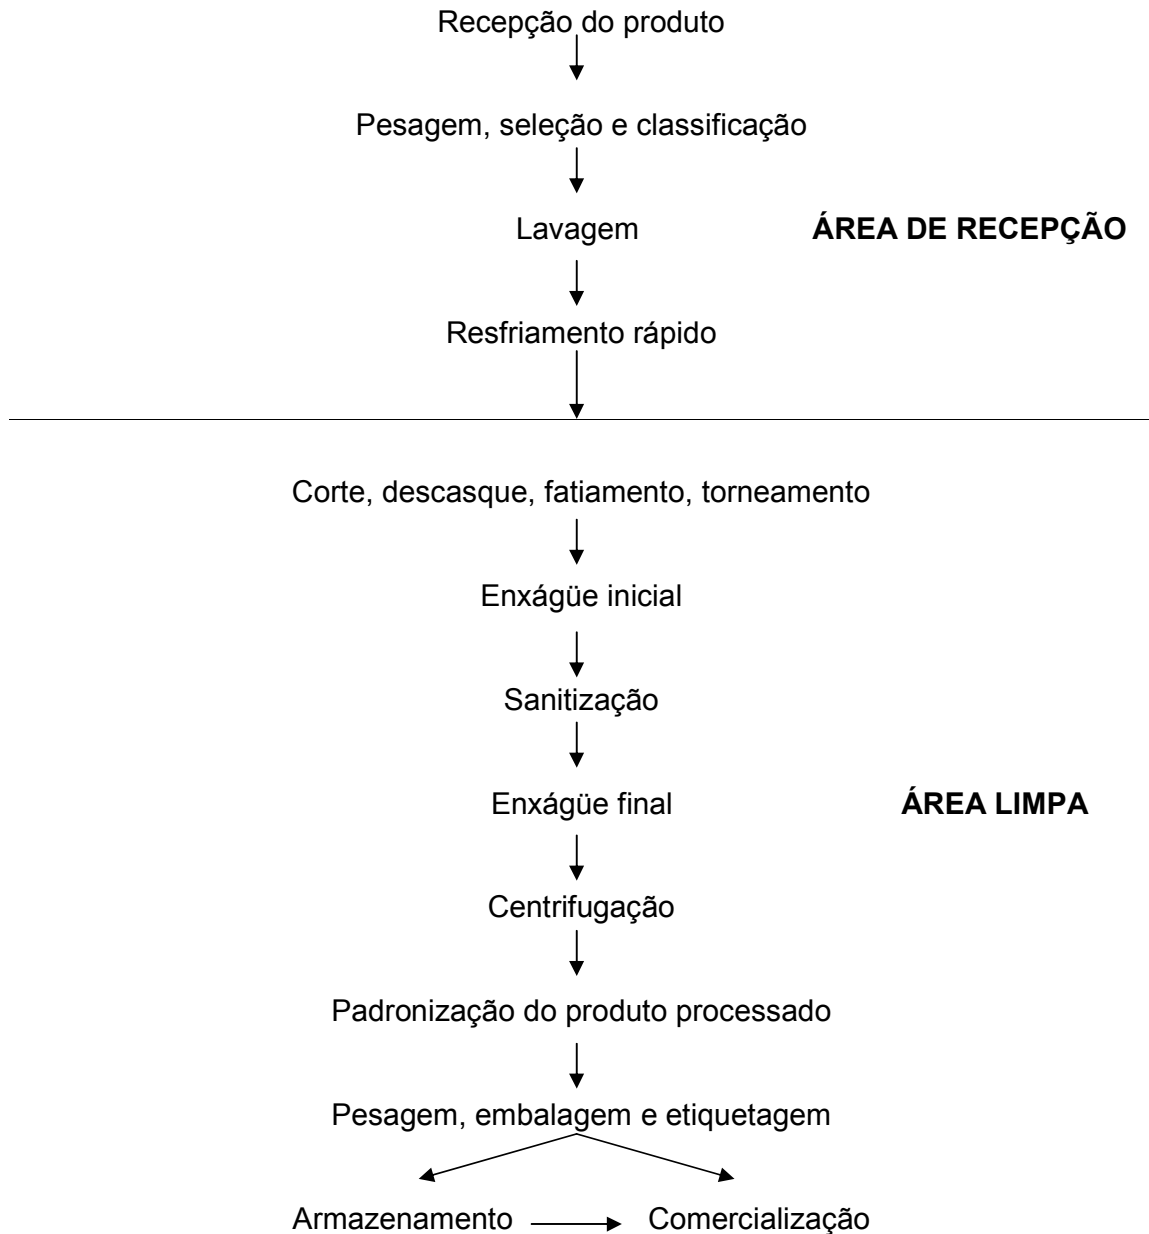 Recepção do produto
Pesagem, seleção e classificação
Lavagem
ÁREA DE RECEPÇÃO
Resfriamento rápido
Corte, descasque, fatiamento, torneamento
Enxágüe inicial
Sanitização
Enxágüe final
ÁREA LIMPA
Centrifugação
Padronização do produto processado
Pesagem, embalagem e etiquetagem
Armazenamento
Comercialização